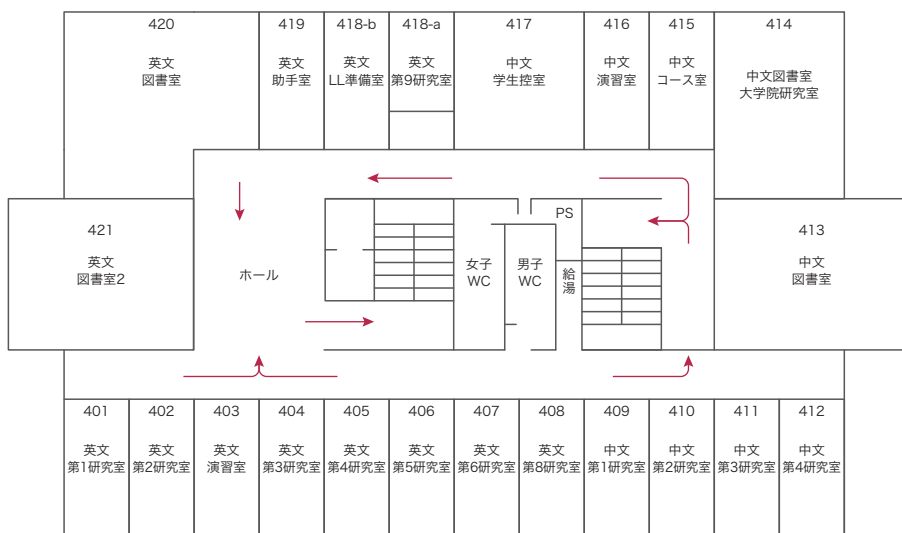 420
英文
図書室
419
英文
助手室
418-b
英文
LL準備室
418-a
英文
第9研究室
417
中文
学生控室
416
中文
演習室
415
中文
コース室
414
中文図書室
大学院研究室
421
英文
図書室2
ホール
女子
WC
男子
WC
PS
給湯
413
中文
図書室
401
英文
第1研究室
402
英文
第2研究室
403
英文
演習室
404
英文
第3研究室
405
英文
第4研究室
406
英文
第5研究室
407
英文
第6研究室
408
英文
第8研究室
409
中文
第1研究室
410
中文
第2研究室
411
中文
第3研究室
412
中文
第4研究室